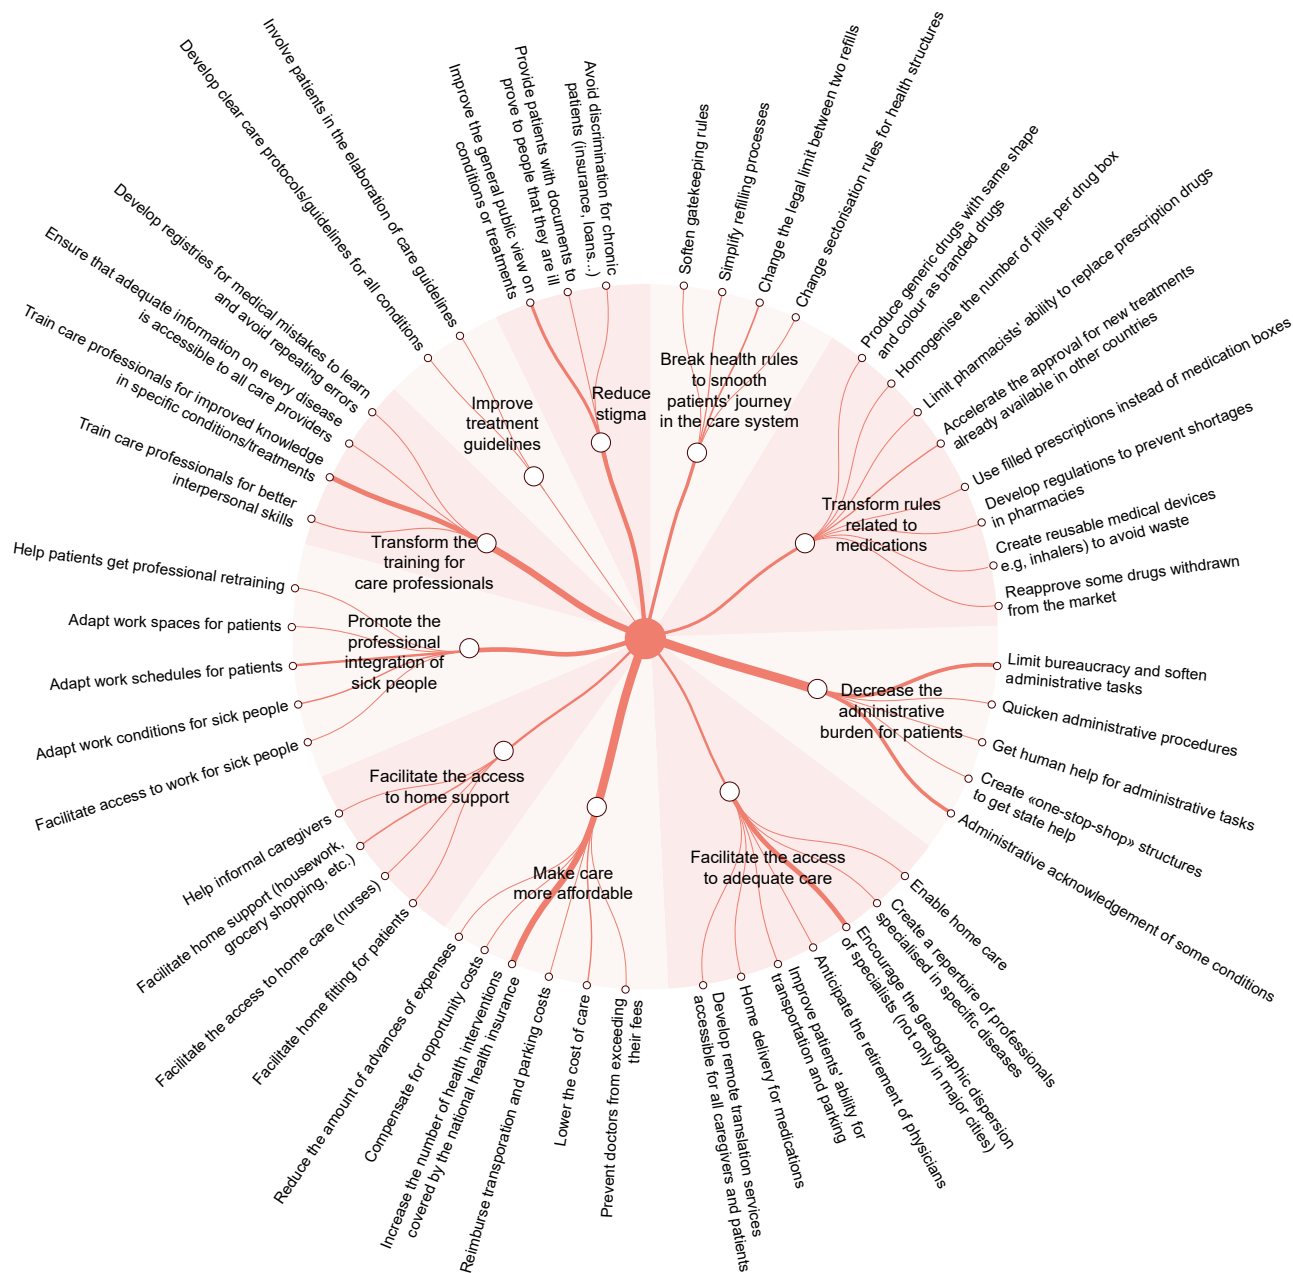 Soften gatekeeping rules
Simplify refilling processes
Change the legal limit between two refills
Change sectorisation rules for health structures
Break health rules
to smooth
patients' journey
in the care system
Produce generic drugs with same shape
and colour as branded drugs
Homogenise the number of pills per drug box
Limit pharmacists' ability to replace prescription drugs
Accelerate the approval for new treatments
already available in other countries
Use filled prescriptions instead of medication boxes
Develop regulations to prevent shortages
in pharmacies
Create reusable medical devices
e.g, inhalers) to avoid waste
Reapprove some drugs withdrawn
from the market
Transform rules
related to
medications
Limit bureaucracy and soften
administrative tasks
Quicken administrative procedures
Get human help for administrative tasks
Create «one-stop-shop» structures
to get state help
Administrative acknowledgement of some conditions
Decrease the
administrative
burden for patients
Enable home care
Create a repertoire of professionals
specialised in specific diseases
Encourage the geaographic dispersion
of specialists (not only in major cities)
Anticipate the retirement of physicians
Improve patients' ability for
transportation and parking
Home delivery for medications
Develop remote translation services
accessible for all caregivers and patients
Facilitate the access
to adequate care
Prevent doctors from exceeding
their fees
Lower the cost of care
Reimburse transporation and parking costs
Increase the number of health interventions
covered by the national health insurance
Compensate for opportunity costs
Reduce the amount of advances of expenses
Make care
more affordable
Facilitate home fitting for patients
Facilitate the access to home care (nurses)
Facilitate home support (housework,
grocery shopping, etc.)
Help informal caregivers
Facilitate the access
to home support
Facilitate access to work for sick people
Adapt work conditions for sick people
Adapt work schedules for patients
Adapt work spaces for patients
Help patients get professional retraining
Promote the
professional
integration of
sick people
Train care professionals for better
interpersonal skills
Train care professionals for improved knowledge
in specific conditions/treatments
Ensure that adequate information on every disease
is accessible to all care providers
Develop registries for medical mistakes to learn
and avoid repeating errors
Transform the
training for
care professionals
Develop clear care protocols/guidelines for all conditions
Involve patients in the elaboration of care guidelines
Improve
treatment
guidelines
Improve the general public view on
conditions or treatments
Provide patients with documents to
prove to people that they are ill
Avoid discrimination for chronic
patients (insurance, loans...)
Reduce
stigma